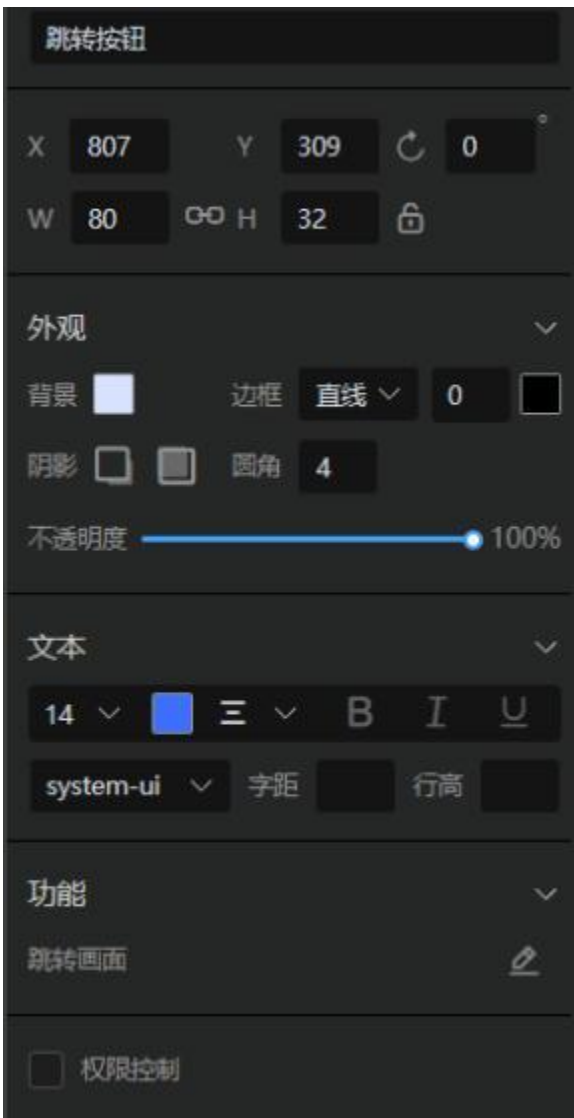 跳转按钮
X 807 Y 309 0 °
W 80 H 32
外观
背景 边框 直线 0
阴影 圆角 4
不透明度 100%
文本
14 B I U
system-ui 字距 行高
功能
跳转画面
权限控制